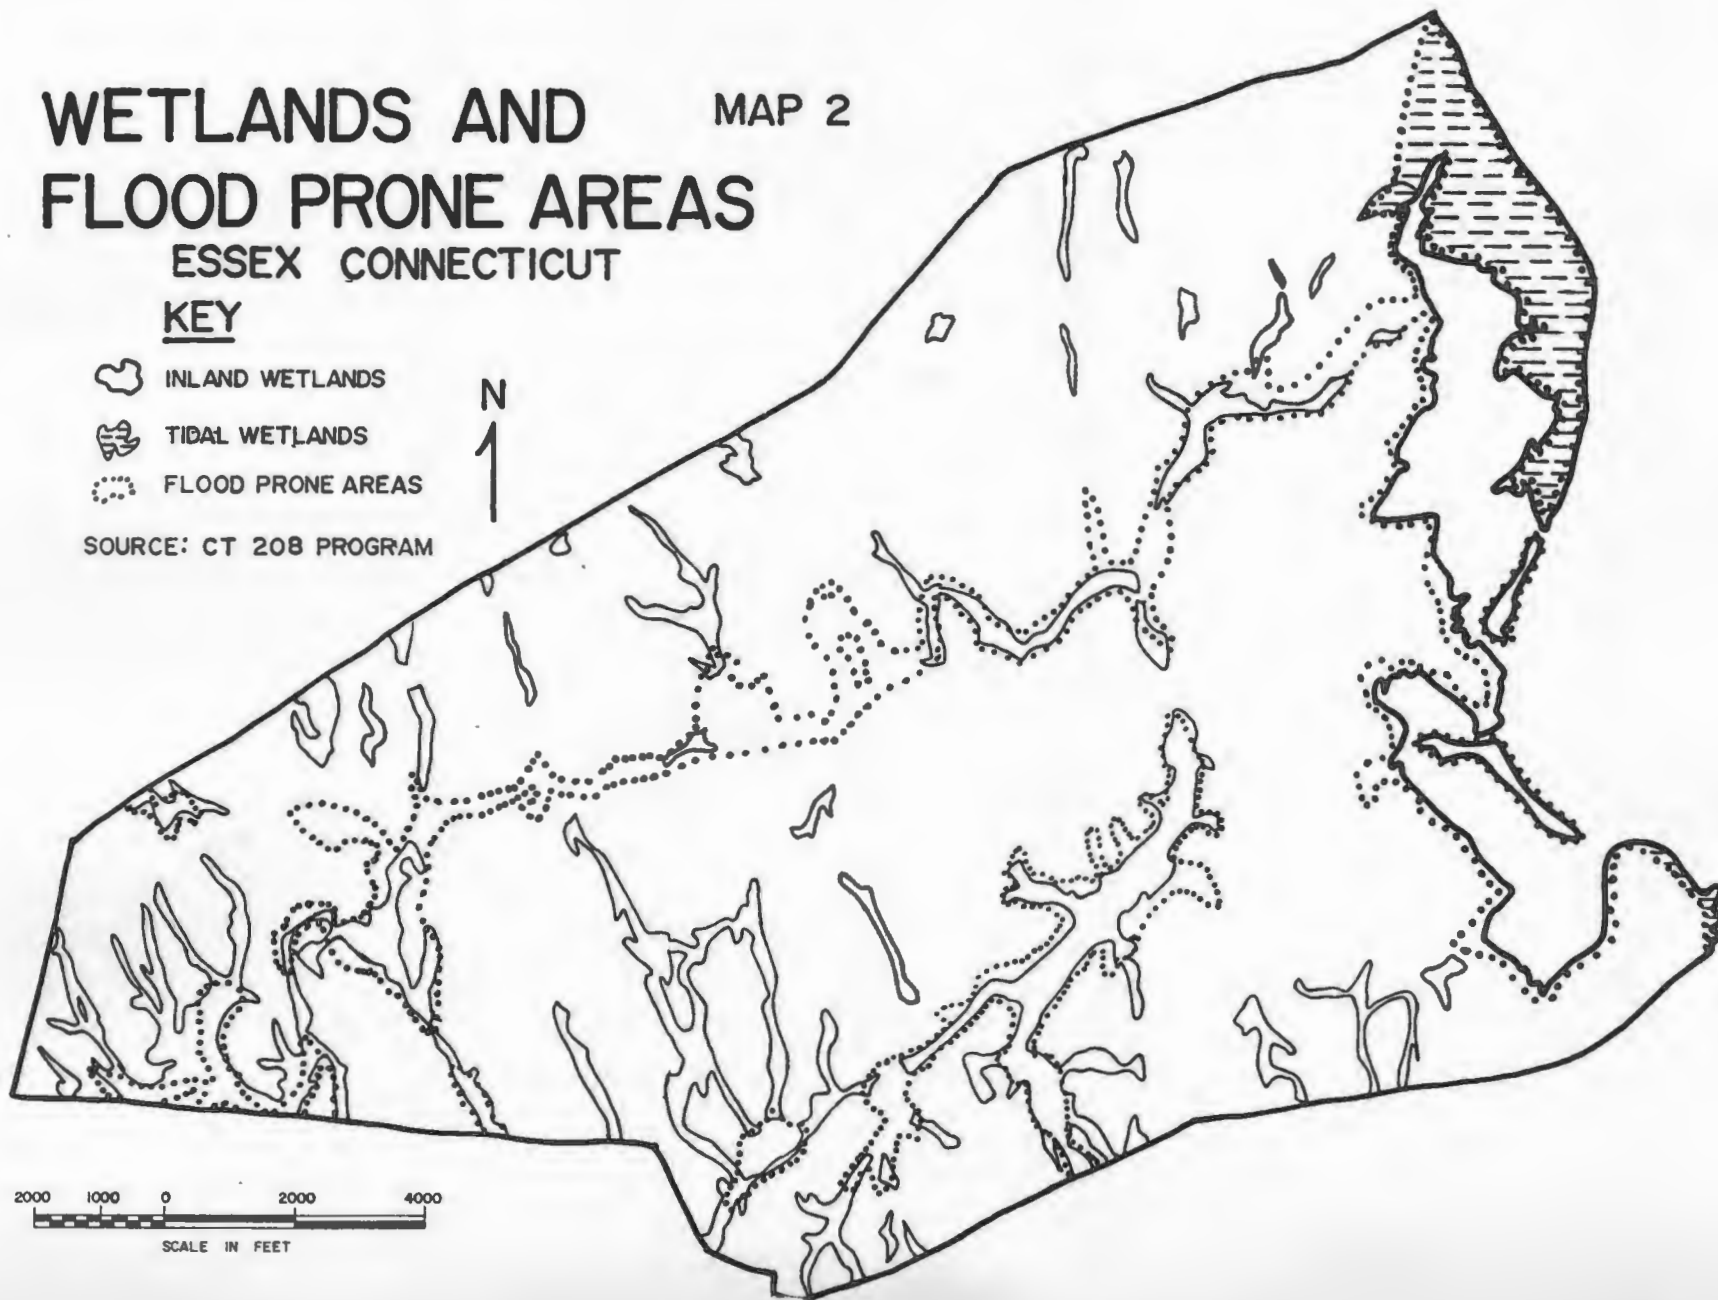 WETLANDS AND
MAP 2
FLOOD PRONE AREAS
ESSEX CONNECTICUT
KEY
INLAND WETLANDS
TIDAL WETLANDS
FLOOD PRONE AREAS
SOURCE: CT 208 PROGRAM
N
2000 1000 0 2000 4000
SCALE IN FEET